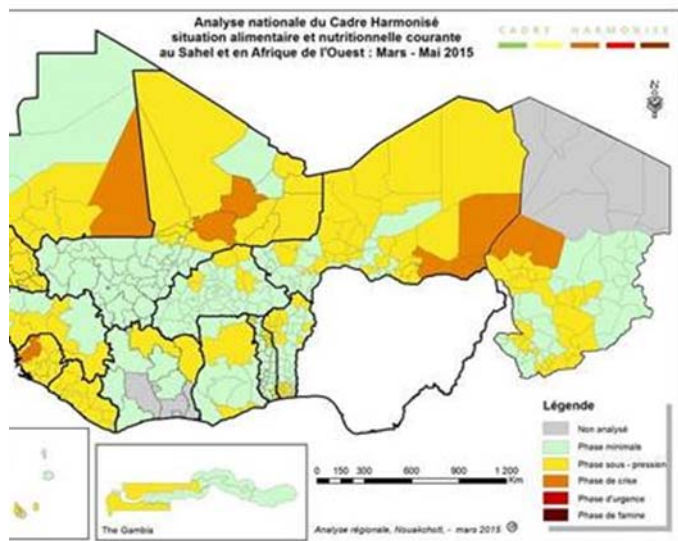 Analyse nationale du Cadre Harmonisé
situation alimentaire et nutritionnelle courante
au Sahel et en Afrique de l'Ouest : Mars - Mai 2015
CADRE HARMONISE
N
Légende
Non analysé
Phase minimale
Phase sous - pression
Phase de crise
Phase d'urgence
Phase de famine
0 150 300 600 900 1 200
Km
The Gambia
Analyse régionale, Nouakchott, - mars 2015